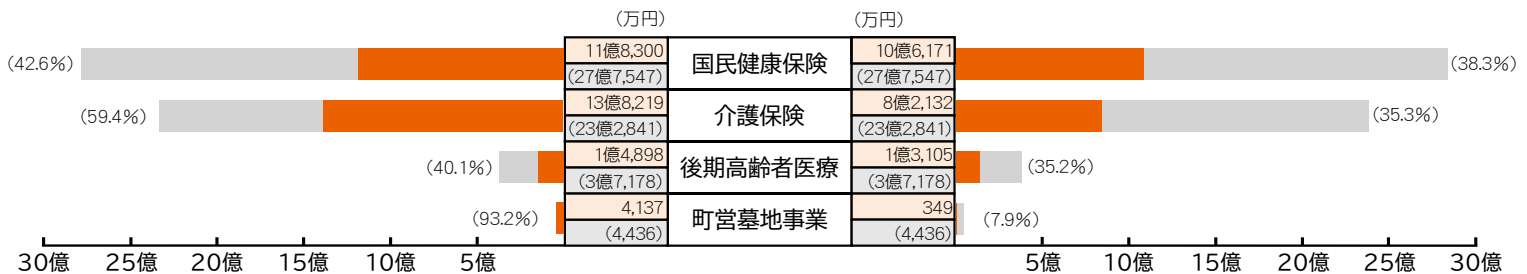 (万円) (万円)
(42.6%) 11億8,300 国民健康保険 10億6,171 (38.3%)
(27億7,547) (27億7,547)
(59.4%) 13億8,219 介護保険 8億2,132 (35.3%)
(23億2,841) (23億2,841)
(40.1%) 1億4,898 後期高齢者医療 1億3,105 (35.2%)
(3億7,178) (3億7,178)
(93.2%) 4,137 町営墓地事業 349 (7.9%)
(4,436) (4,436)
30億 25億 20億 15億 10億 5億 5億 10億 15億 20億 25億 30億